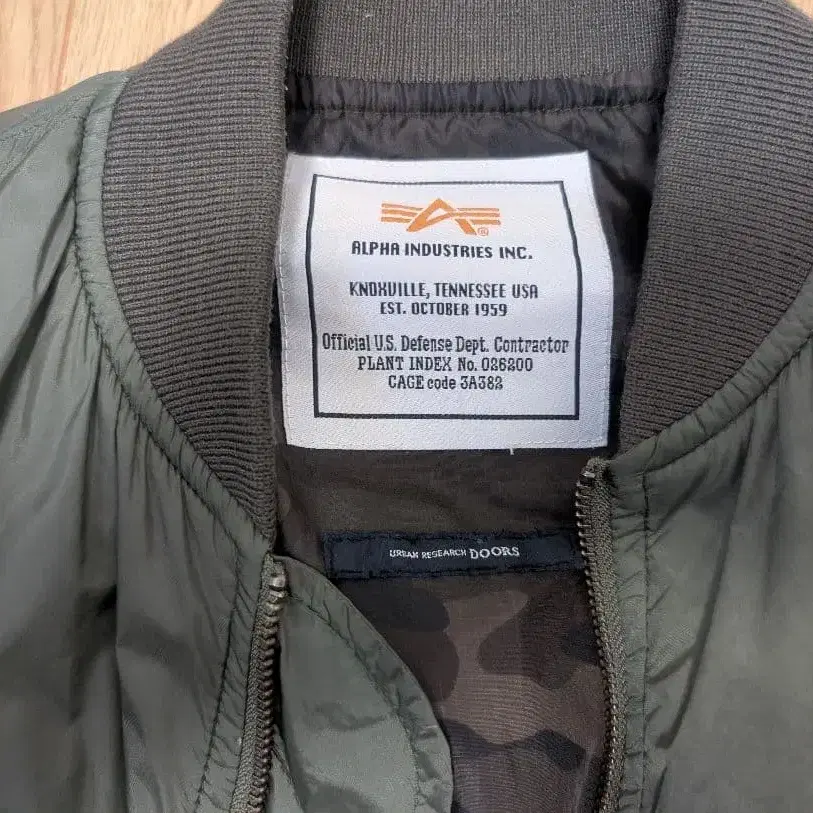 ALPHA INDUSTRIES INC.
KNOXVILLE, TENNESSEE USA
EST. OCTOBER 1959
Official U.S. Defense Dept. Contractor
PLANT INDEX No. 026200
CAGE code 3A382
URBAN RESEARCH DOORS